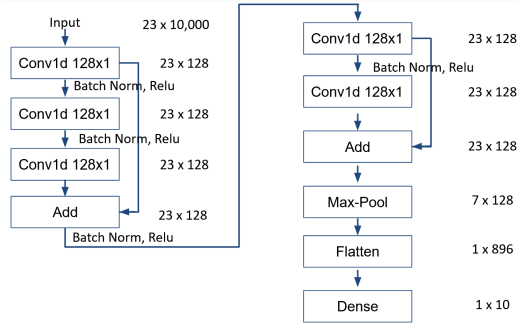 Input 23 x 10,000
Conv1d 128x1 23 x 128
Batch Norm, Relu
Conv1d 128x1 23 x 128
Batch Norm, Relu
Conv1d 128x1 23 x 128
Add 23 x 128
Batch Norm, Relu
Conv1d 128x1 23 x 128
Batch Norm, Relu
Conv1d 128x1 23 x 128
Add 23 x 128
Max-Pool 7 x 128
Flatten 1 x 896
Dense 1 x 10